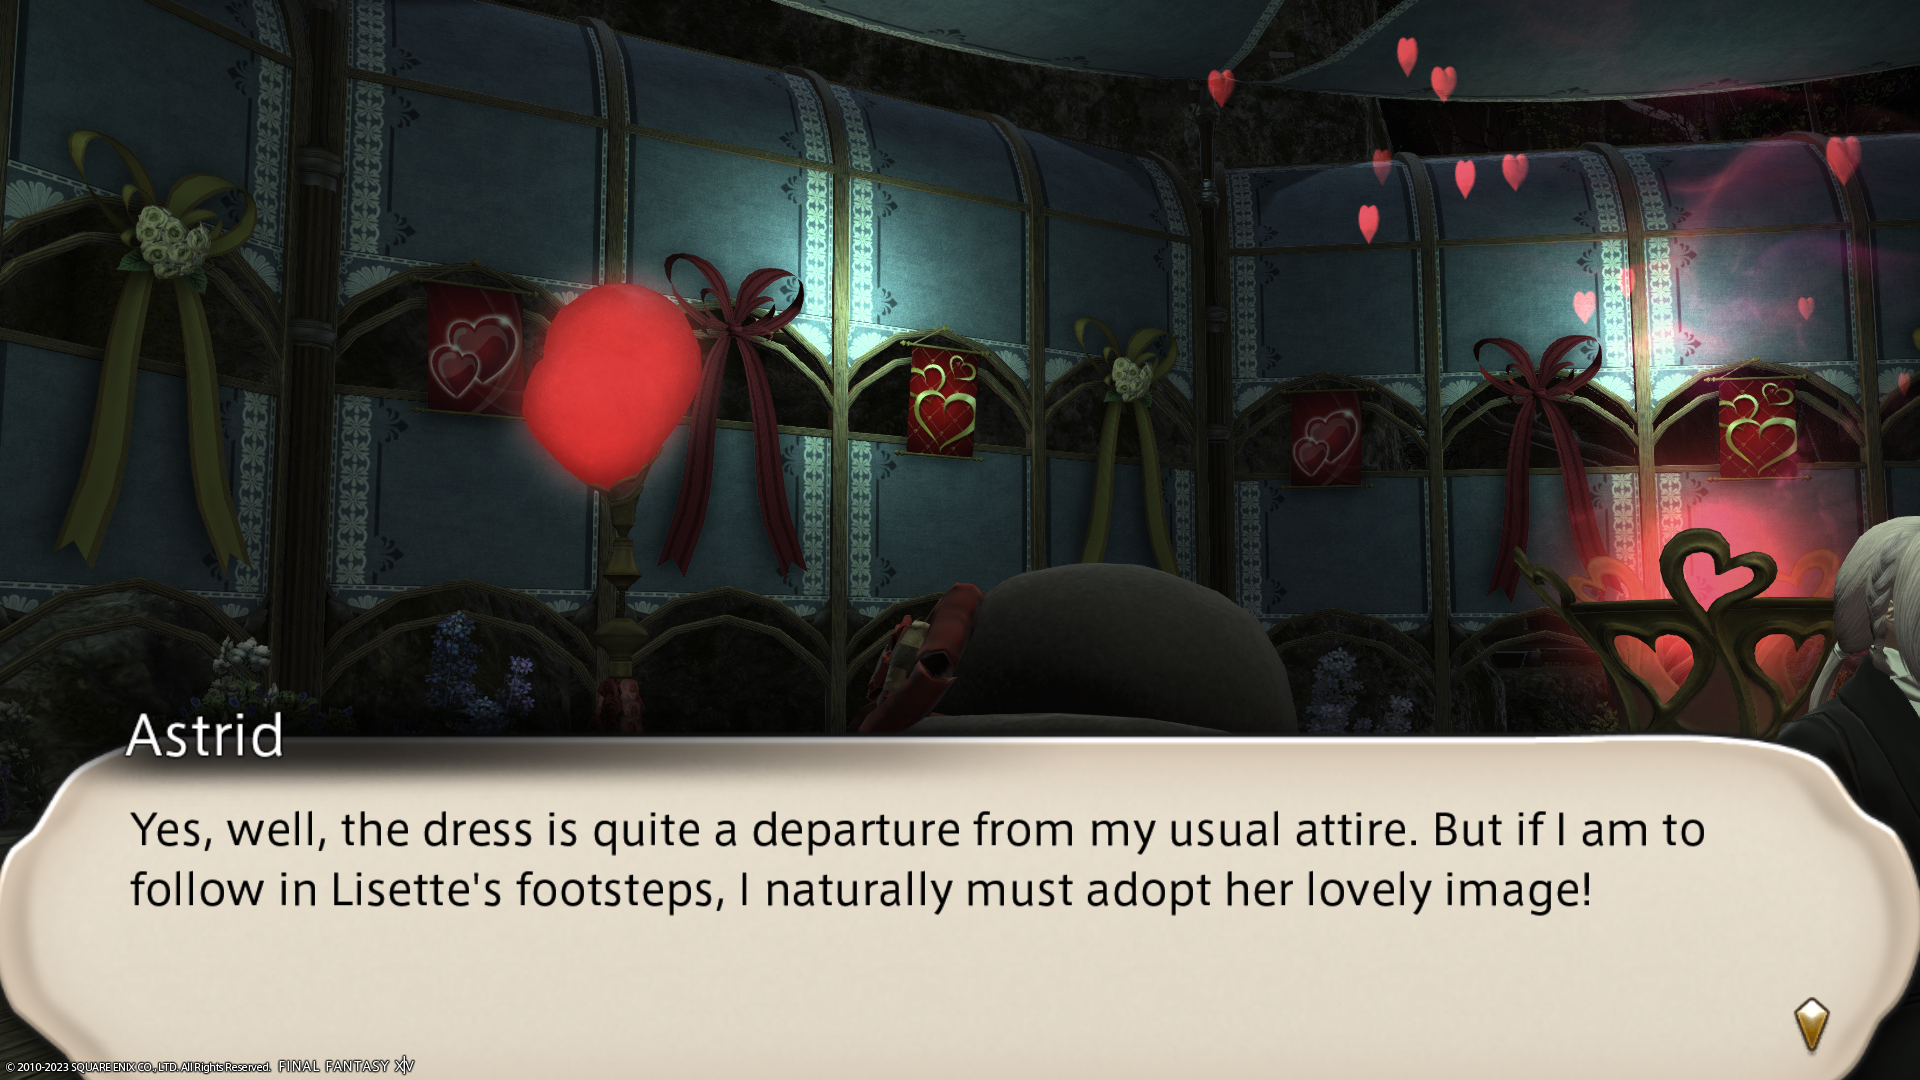 Astrid
Yes, well, the dress is quite a departure from my usual attire. But if I am to
follow in Lisette's footsteps, I naturally must adopt her lovely image!
© 2010-2023 SQUARE ENIX CO., LTD. All Rights Reserved. FINAL FANTASY XIV